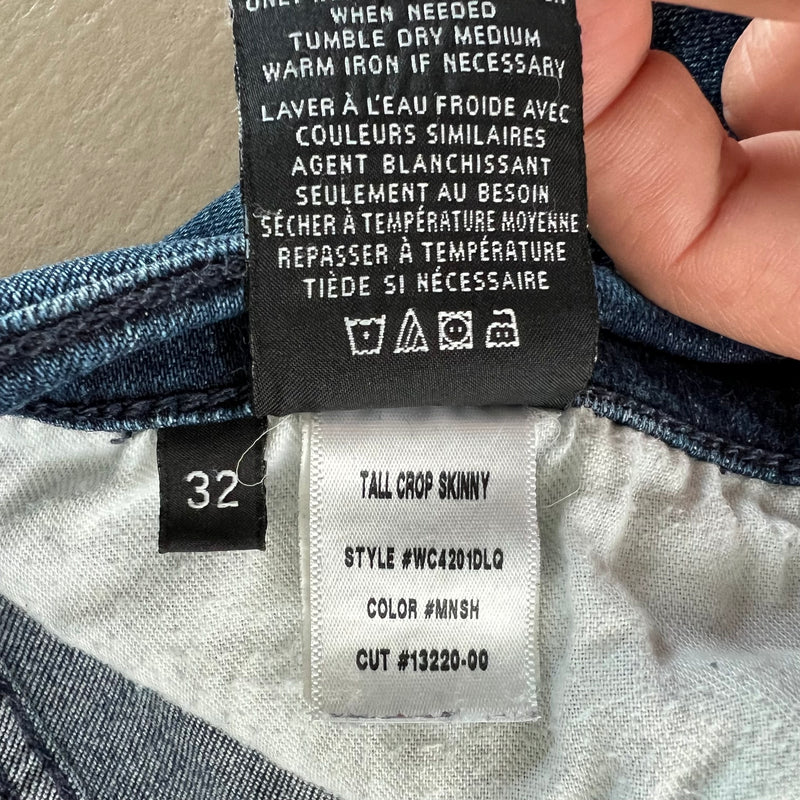 WHEN NEEDED
TUMBLE DRY MEDIUM
WARM IRON IF NECESSARY
LAVER À L'EAU FROIDE AVEC
COULEURS SIMILAIRES
AGENT BLANCHISSANT
SEULEMENT AU BESOIN
SÉCHER À TEMPÉRATURE MOYENNE
REPASSER À TEMPÉRATURE
TIÈDE SI NÉCESSAIRE
32
TALL CROP SKINNY
STYLE #WC4201DLQ
COLOR #MNSH
CUT #13220-00